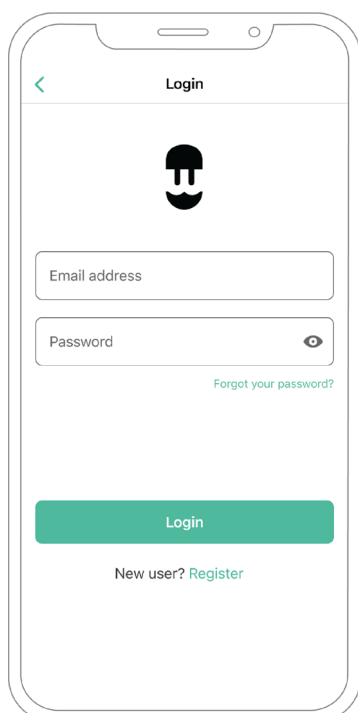 Login
Email address
Password
Forgot your password?
Login
New user? Register